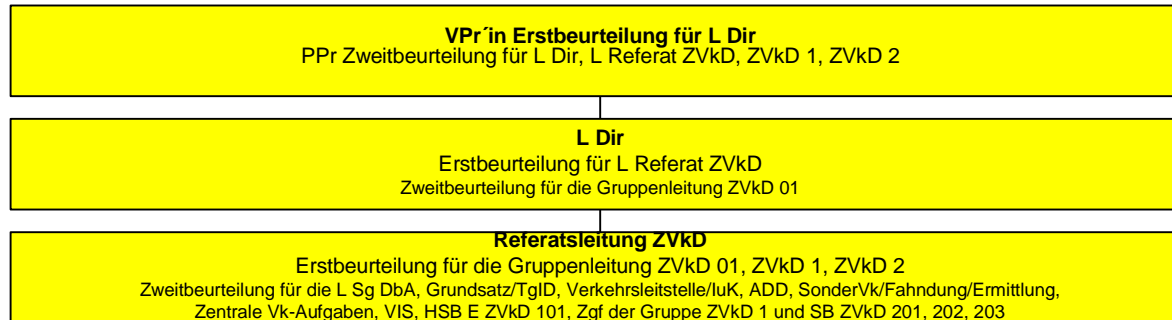 VPr´in Erstbeurteilung für L Dir
PPr Zweitbeurteilung für L Dir, L Referat ZVkD, ZVkD 1, ZVkD 2
L Dir
Erstbeurteilung für L Referat ZVkD
Zweitbeurteilung für die Gruppenleitung ZVkD 01
Referatsleitung ZVkD
Erstbeurteilung für die Gruppenleitung ZVkD 01, ZVkD 1, ZVkD 2
Zweitbeurteilung für die L Sg DbA, Grundsatz/TgID, Verkehrsleitstelle/IuK, ADD, SonderVk/Fahndung/Ermittlung,
Zentrale Vk-Aufgaben, VIS, HSB E ZVkD 101, Zgf der Gruppe ZVkD 1 und SB ZVkD 201, 202, 203